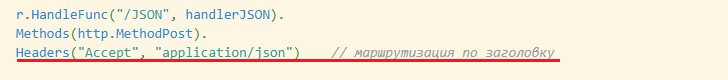 r.HandleFunc("/JSON", handlerJSON).
Methods(http.MethodPost).
Headers("Accept", "application/json")    // маршрутизация по заголовку